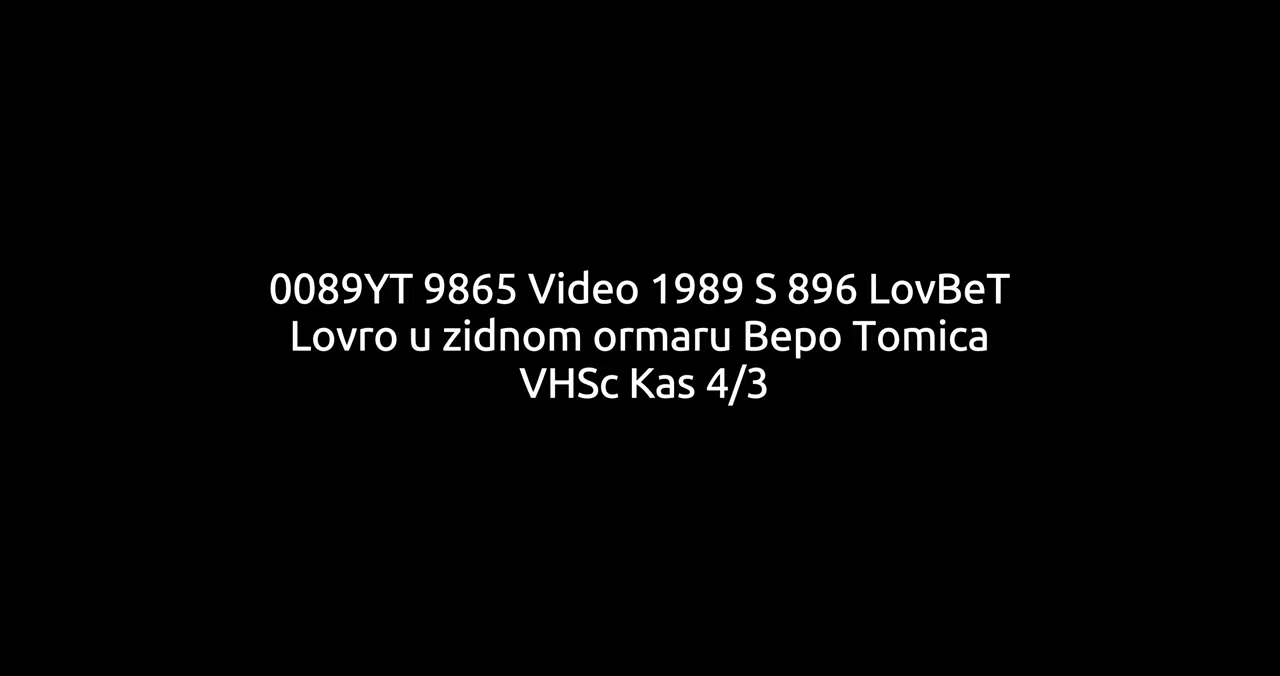 0089YT 9865 Video 1989 S 896 LovBeT
Lovro u zidnom ormaru Bepo Tomica
VHSc Kas 4/3